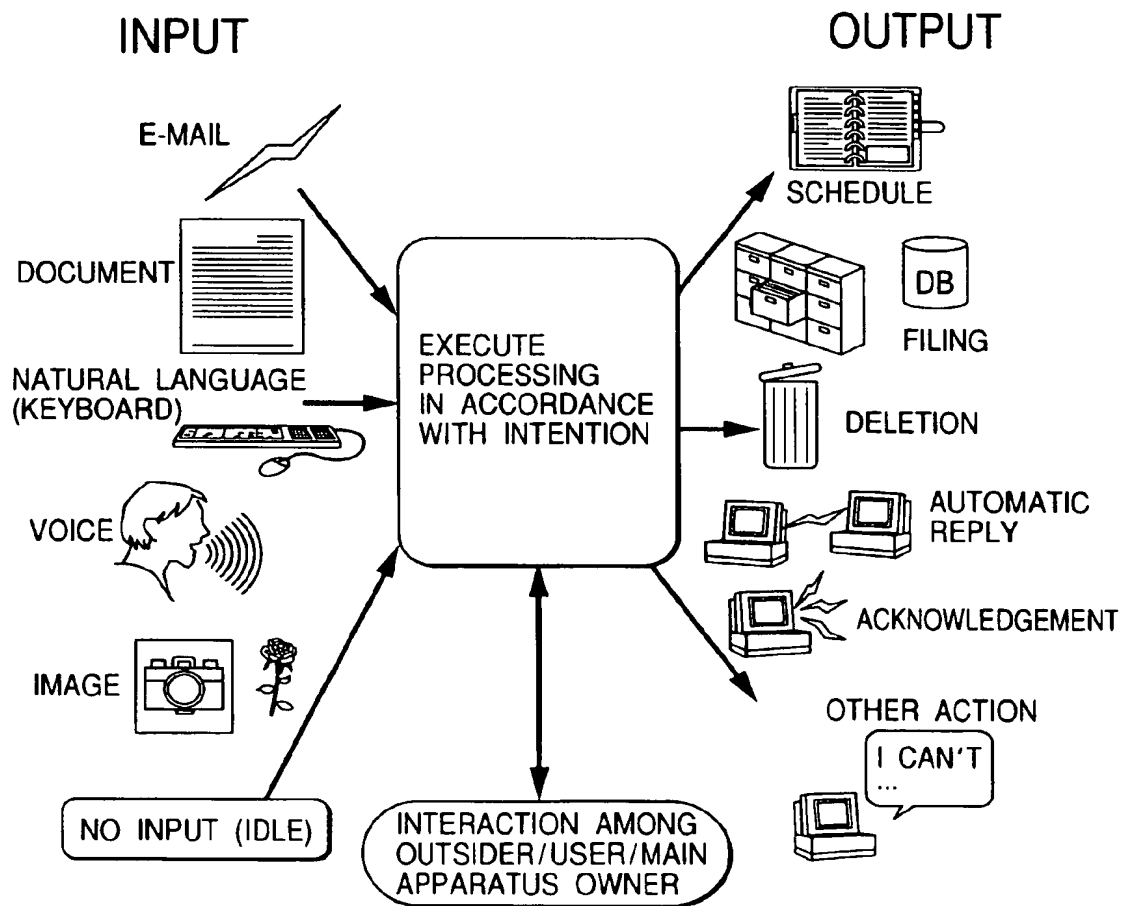 INPUT
OUTPUT
E-MAIL
SCHEDULE
DOCUMENT
DB
FILING
EXECUTE
PROCESSING
IN ACCORDANCE
WITH INTENTION
NATURAL LANGUAGE
(KEYBOARD)
DELETION
VOICE
AUTOMATIC
REPLY
ACKNOWLEDGEMENT
IMAGE
OTHER ACTION
I CAN'T
...
NO INPUT (IDLE)
INTERACTION AMONG
OUTSIDER/USER/MAIN
APPARATUS OWNER